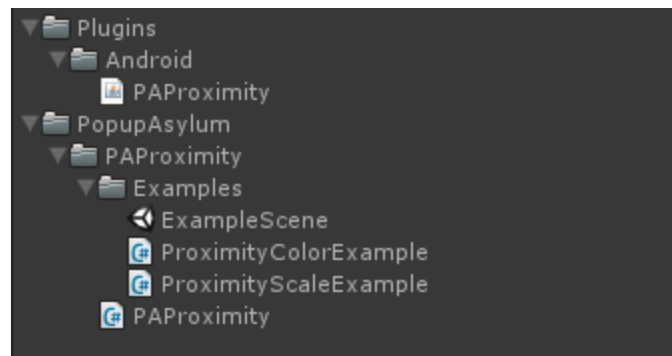 Plugins
Android
PAProximity
PopupAsylum
PAProximity
Examples
ExampleScene
ProximityColorExample
ProximityScaleExample
PAProximity